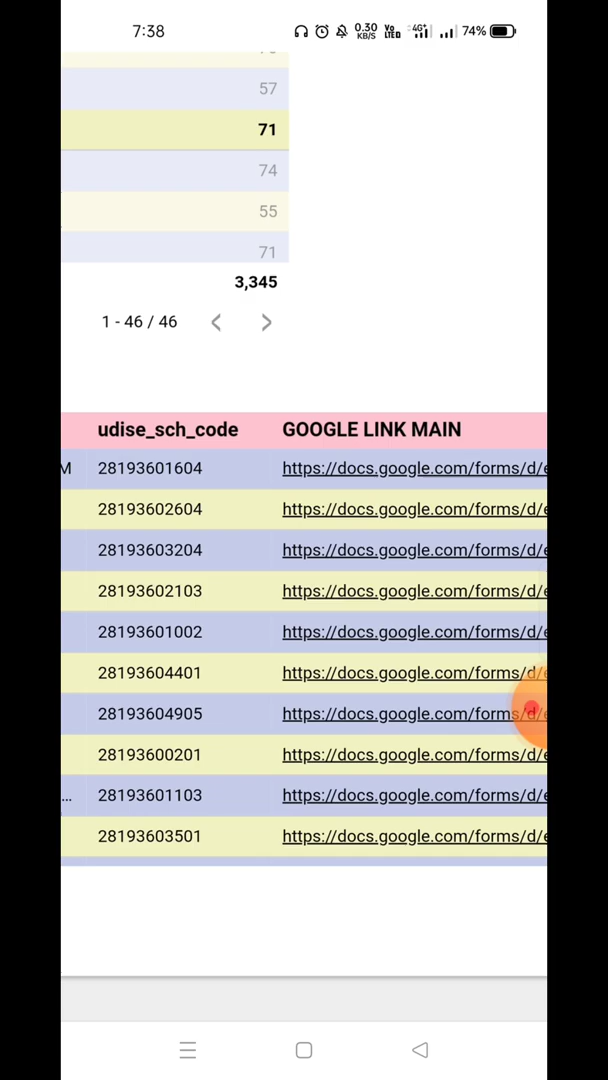 7:38 0.30 KB/S Vo LTE 4G+ 74%
57
71
74
55
71
3,345
1 - 46 / 46
udise_sch_code GOOGLE LINK MAIN
M 28193601604 https://docs.google.com/forms/d/e
28193602604 https://docs.google.com/forms/d/e
28193603204 https://docs.google.com/forms/d/e
28193602103 https://docs.google.com/forms/d/e
28193601002 https://docs.google.com/forms/d/e
28193604401 https://docs.google.com/forms/d/e
28193604905 https://docs.google.com/forms/d/e
28193600201 https://docs.google.com/forms/d/e
... 28193601103 https://docs.google.com/forms/d/e
28193603501 https://docs.google.com/forms/d/e